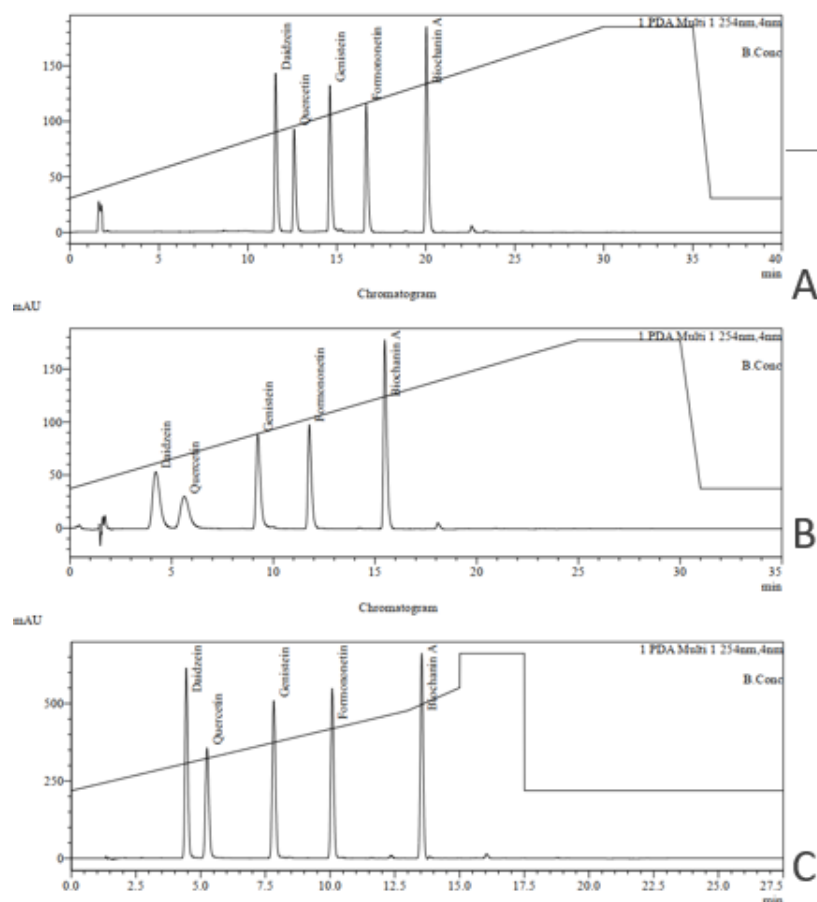 1 PDA Multi 1 254nm,4nm
B.Conc
Daidzein
Quercetin
Genistein
Formononetin
Biochanin A
150
100
50
0
0 5 10 15 20 25 30 35 40
min
A
Chromatogram
mAU
1 PDA Multi 1 254nm,4nm
B.Conc
Daidzein
Quercetin
Genistein
Formononetin
Biochanin A
150
100
50
0
0 5 10 15 20 25 30 35
min
B
Chromatogram
mAU
1 PDA Multi 1 254nm,4nm
B.Conc
Daidzein
Quercetin
Genistein
Formononetin
Biochanin A
500
250
0
0.0 2.5 5.0 7.5 10.0 12.5 15.0 17.5 20.0 22.5 25.0 27.5
min
C